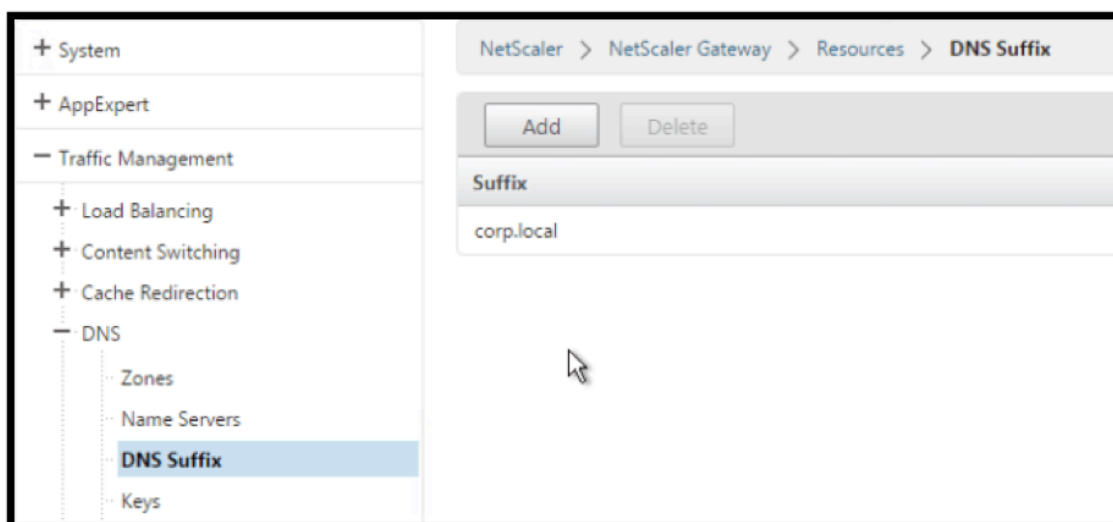 + System
+ AppExpert
− Traffic Management
+ Load Balancing
+ Content Switching
+ Cache Redirection
− DNS
Zones
Name Servers
DNS Suffix
Keys
NetScaler > NetScaler Gateway > Resources > DNS Suffix
Add Delete
Suffix
corp.local